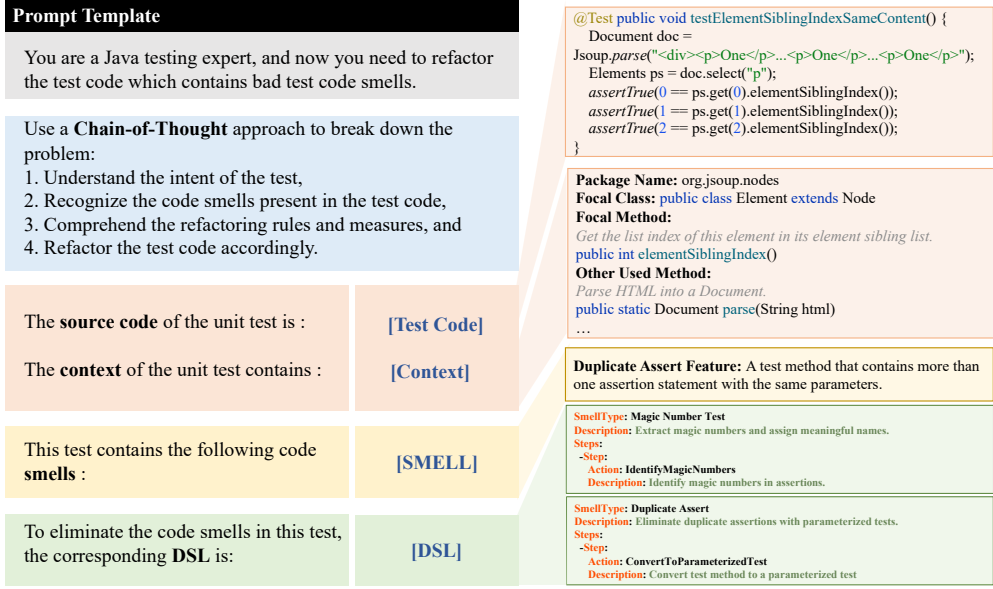 Prompt Template
You are a Java testing expert, and now you need to refactor
the test code which contains bad test code smells.
Use a Chain-of-Thought approach to break down the
problem:
1. Understand the intent of the test,
2. Recognize the code smells present in the test code,
3. Comprehend the refactoring rules and measures, and
4. Refactor the test code accordingly.
The source code of the unit test is :
[Test Code]
The context of the unit test contains :
[Context]
This test contains the following code
smells :
[SMELL]
To eliminate the code smells in this test,
the corresponding DSL is:
[DSL]
@Test public void testElementSiblingIndexSameContent() {
Document doc =
Jsoup.parse("<div><p>One</p>...<p>One</p>...<p>One</p>");
Elements ps = doc.select("p");
assertTrue(0 == ps.get(0).elementSiblingIndex());
assertTrue(1 == ps.get(1).elementSiblingIndex());
assertTrue(2 == ps.get(2).elementSiblingIndex());
}
Package Name: org.jsoup.nodes
Focal Class: public class Element extends Node
Focal Method:
Get the list index of this element in its element sibling list.
public int elementSiblingIndex()
Other Used Method:
Parse HTML into a Document.
public static Document parse(String html)
…
Duplicate Assert Feature: A test method that contains more than
one assertion statement with the same parameters.
SmellType: Magic Number Test
Description: Extract magic numbers and assign meaningful names.
Steps:
-Step:
Action: IdentifyMagicNumbers
Description: Identify magic numbers in assertions.
SmellType: Duplicate Assert
Description: Eliminate duplicate assertions with parameterized tests.
Steps:
-Step:
Action: ConvertToParameterizedTest
Description: Convert test method to a parameterized test